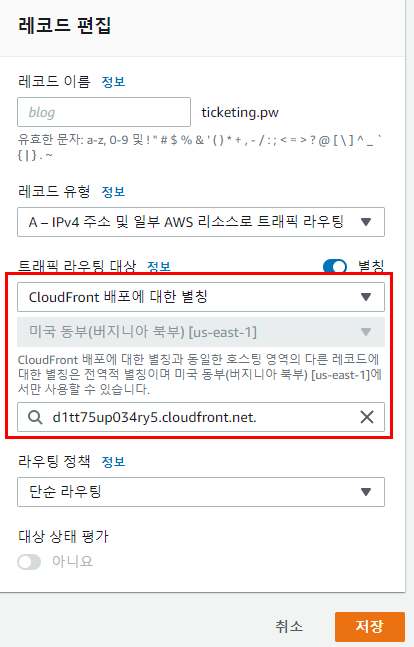 레코드 편집
레코드 이름 정보
blog ticketing.pw
유효한 문자: a-z, 0-9 및 ! " # $ % & ' ( ) * + , - / : ; < = > ? @ [ \ ] ^ _ `
{ | } . ~
레코드 유형 정보
A – IPv4 주소 및 일부 AWS 리소스로 트래픽 라우팅
트래픽 라우팅 대상 정보 별칭
CloudFront 배포에 대한 별칭
미국 동부(버지니아 북부) [us-east-1]
CloudFront 배포에 대한 별칭과 동일한 호스팅 영역의 다른 레코드에
대한 별칭은 전역적 별칭이며 미국 동부(버지니아 북부) [us-east-1]에
서만 사용할 수 있습니다.
d1tt75up034ry5.cloudfront.net.
라우팅 정책 정보
단순 라우팅
대상 상태 평가
아니요
취소 저장